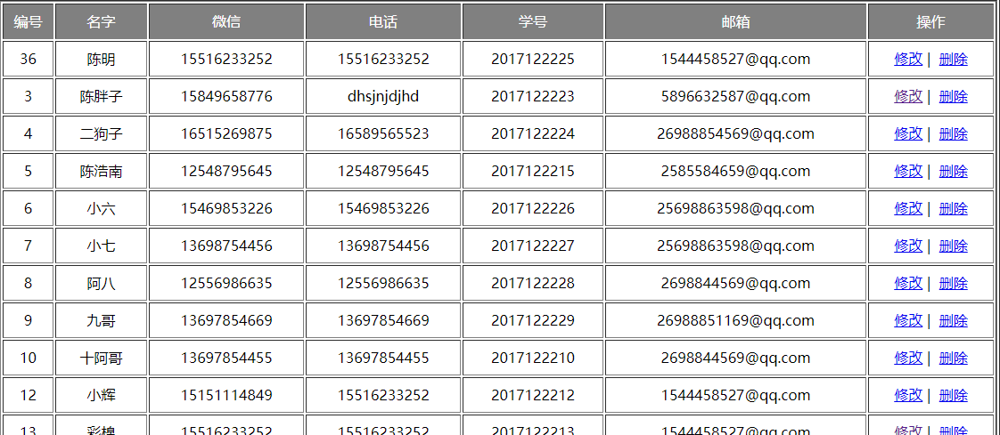 编号 名字 微信 电话 学号 邮箱 操作
36 陈明 15516233252 15516233252 2017122225 1544458527@qq.com 修改 | 删除
3 陈胖子 15849658776 dhsjnjdjhd 2017122223 5896632587@qq.com 修改 | 删除
4 二狗子 16515269875 16589565523 2017122224 26988854569@qq.com 修改 | 删除
5 陈浩南 12548795645 12548795645 2017122215 2585584659@qq.com 修改 | 删除
6 小六 15469853226 15469853226 2017122226 25698863598@qq.com 修改 | 删除
7 小七 13698754456 13698754456 2017122227 25698863598@qq.com 修改 | 删除
8 阿八 12556986635 12556986635 2017122228 2698844569@qq.com 修改 | 删除
9 九哥 13697854669 13697854669 2017122229 26988851169@qq.com 修改 | 删除
10 十阿哥 13697854455 13697854455 2017122210 2698844569@qq.com 修改 | 删除
12 小辉 15151114849 15516233252 2017122212 1544458527@qq.com 修改 | 删除
13 15516233252 15516233252 2017122213 1544458527@qq.com 修改 | 删除